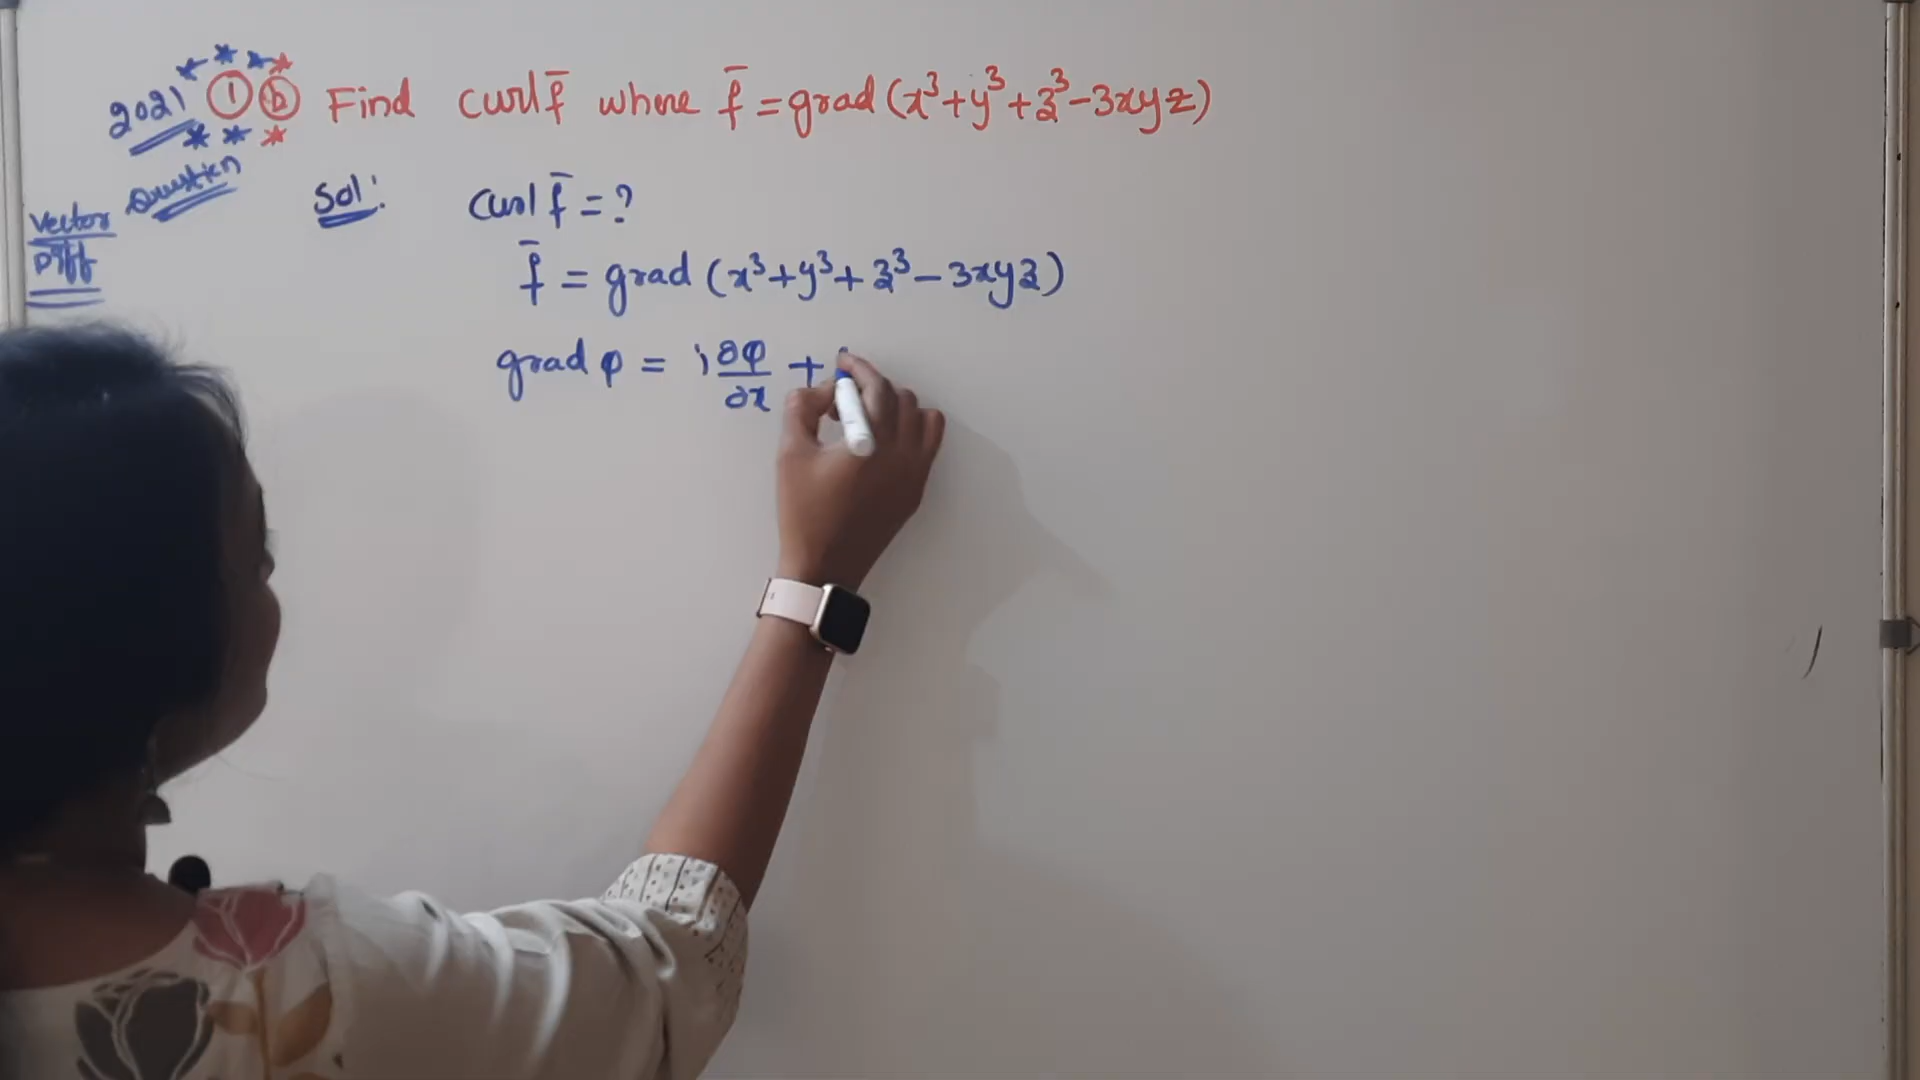 2021 ① ⓑ Find curl f̄ where f̄ = grad (x³+y³+z³-3xyz)
Question
Vector
Diff
Sol: curl f̄ = ?
f̄ = grad (x³+y³+z³-3xyz)
grad φ = i ∂φ/∂x +